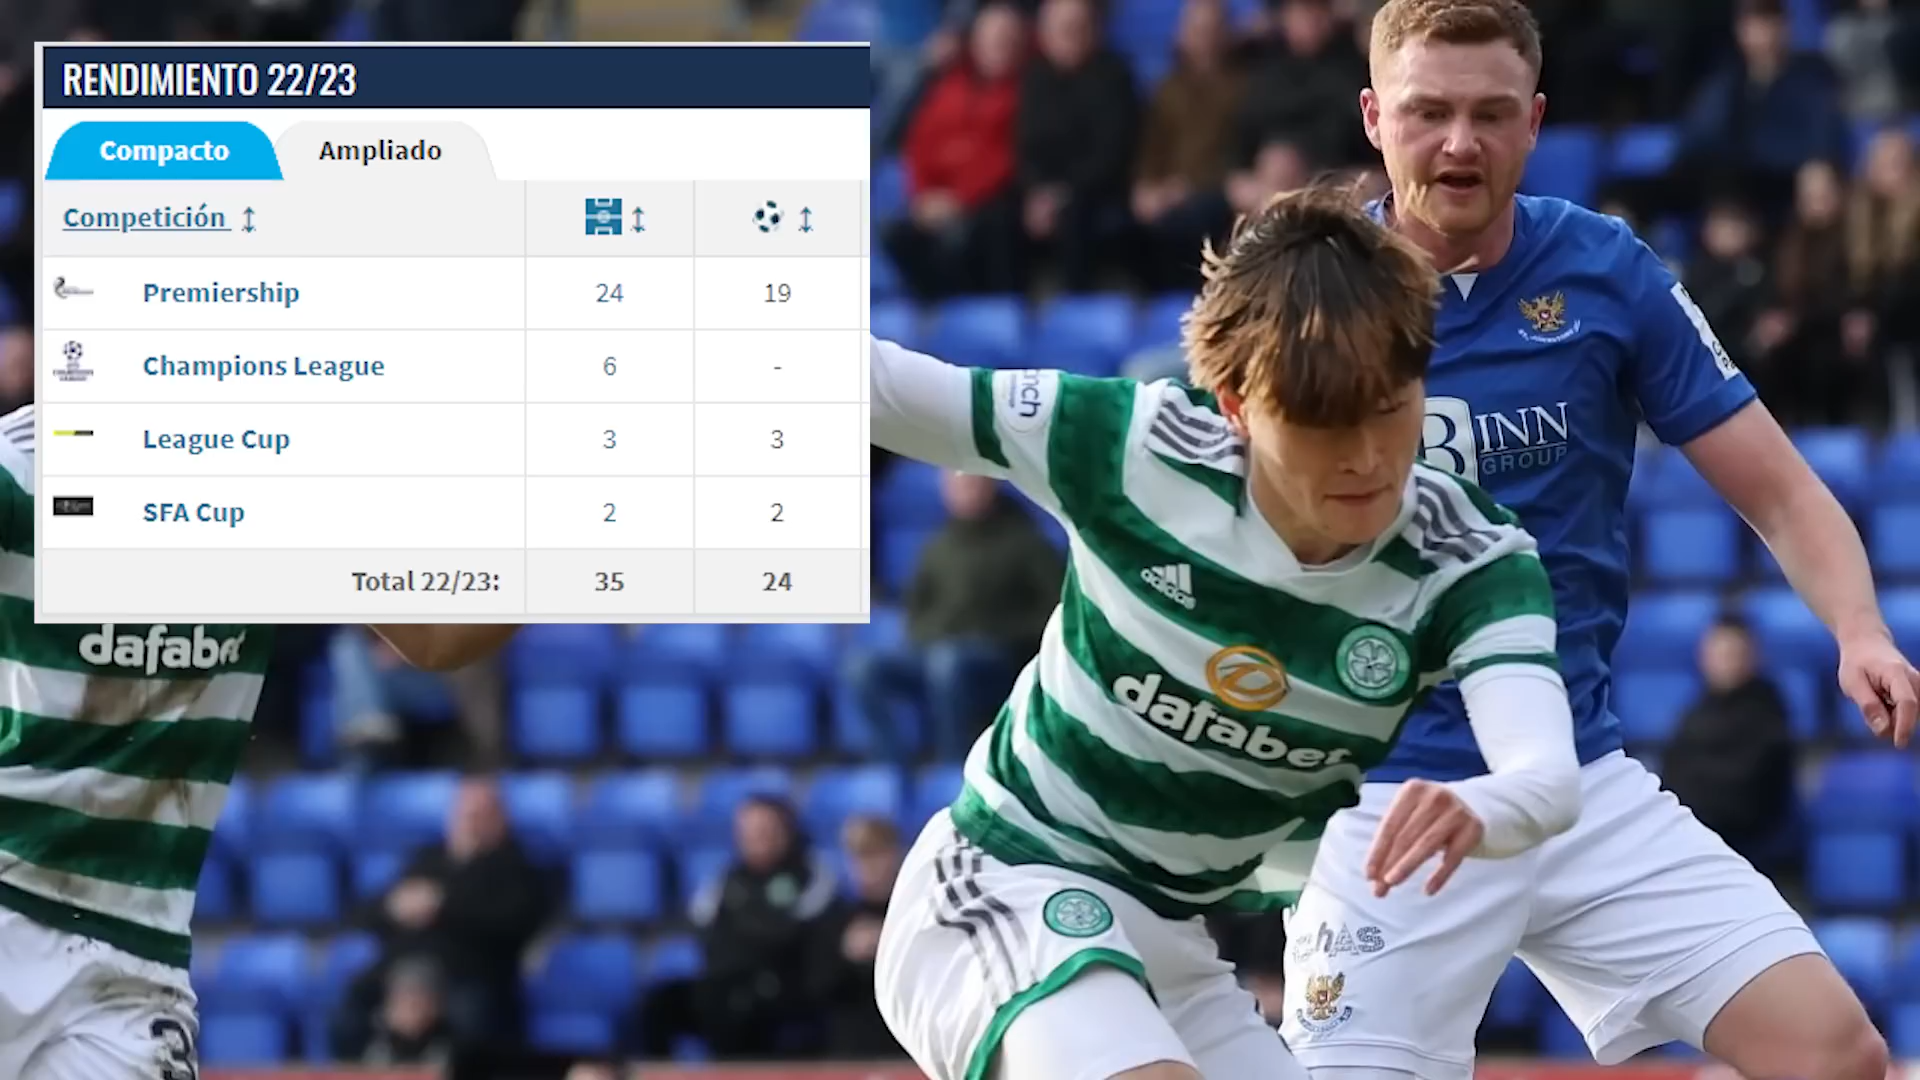 RENDIMIENTO 22/23
Compacto Ampliado
Competición
Premiership 24 19
Champions League 6 -
League Cup 3 3
SFA Cup 2 2
Total 22/23: 35 24
BINN
GROUP
adidas
dafabet
dafabet